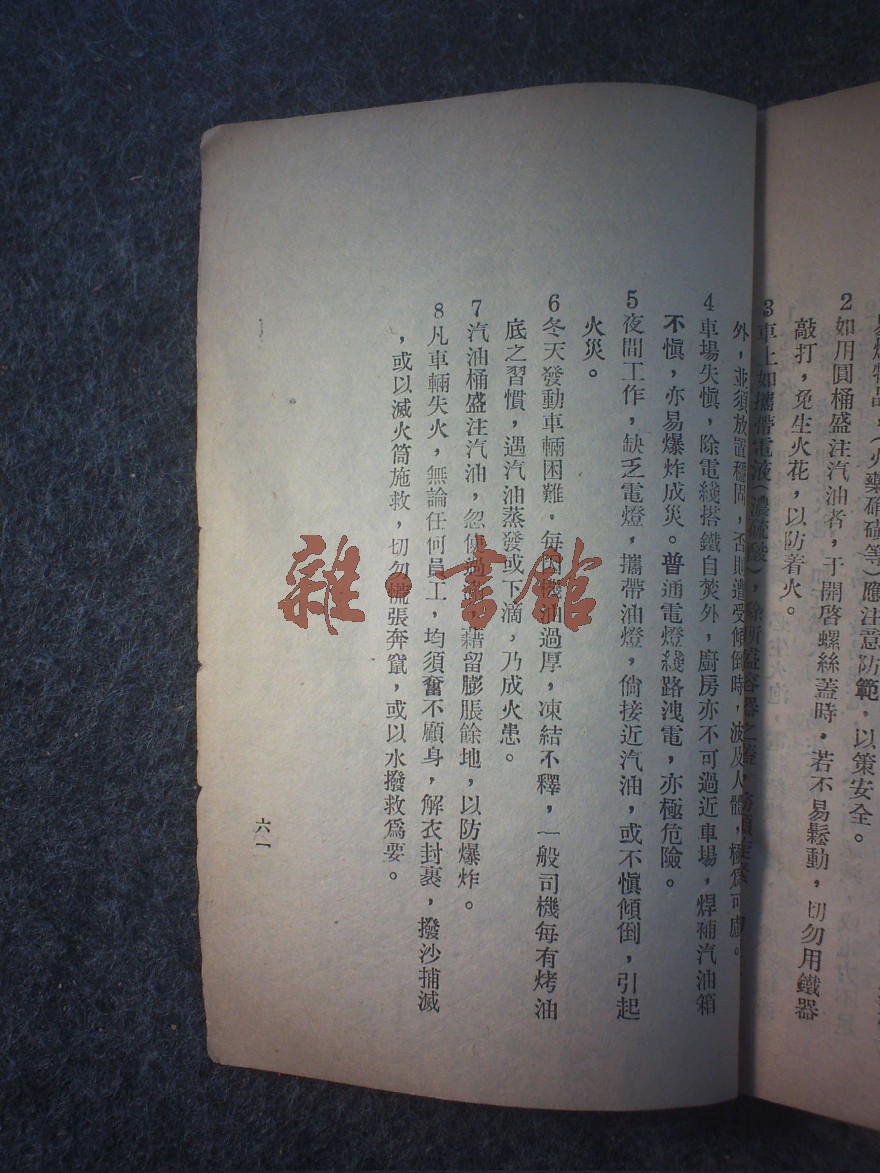 易燃物品，（火藥硝磺等）應注意防範，以策安全。
2如用圓桶盛注汽油者，于開啓螺絲蓋時，若不易鬆動，切勿用鐵器
敲打，免生火花，以防着火。
3車上如攜帶電液（濃硫酸），除所盛容器之蓋
外，並須放置穩固，否則遭受傾倒時，波及人體，極爲可慮。
4車場失愼，除電綫搭鐵自焚外，廚房亦不可過近車場，焊補汽油箱
不愼，亦易爆炸成災。普通電燈綫路洩電，亦極危險。
5夜間工作，缺乏電燈，攜帶油燈，倘接近汽油，或不愼傾倒，引起
火災。
6冬天發動車輛困難，每因機油過厚，凍結不釋，一般司機每有烤油
底之習慣，遇汽油蒸發或下滴，乃成火患。
7汽油桶盛注汽油，忽使過 藉留膨脹餘地，以防爆炸。
8凡車輛失火，無論任何員工，均須奮不顧身，解衣封裹，撥沙捕滅
，或以滅火筒施救，切勿慌張奔竄，或以水撥救爲要。
六一
雜·書館